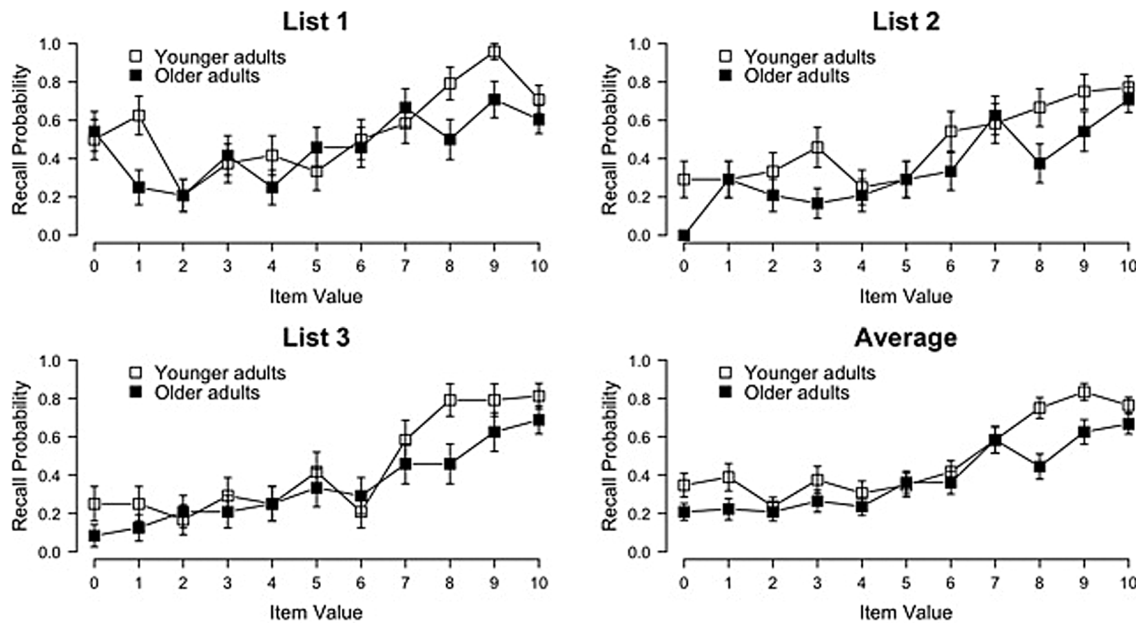 List 1
Younger adults
Older adults
Recall Probability
1.0
0.8
0.6
0.4
0.2
0.0
0 1 2 3 4 5 6 7 8 9 10
Item Value
List 2
Younger adults
Older adults
Recall Probability
1.0
0.8
0.6
0.4
0.2
0.0
0 1 2 3 4 5 6 7 8 9 10
Item Value
List 3
Younger adults
Older adults
Recall Probability
1.0
0.8
0.6
0.4
0.2
0.0
0 1 2 3 4 5 6 7 8 9 10
Item Value
Average
Younger adults
Older adults
Recall Probability
1.0
0.8
0.6
0.4
0.2
0.0
0 1 2 3 4 5 6 7 8 9 10
Item Value